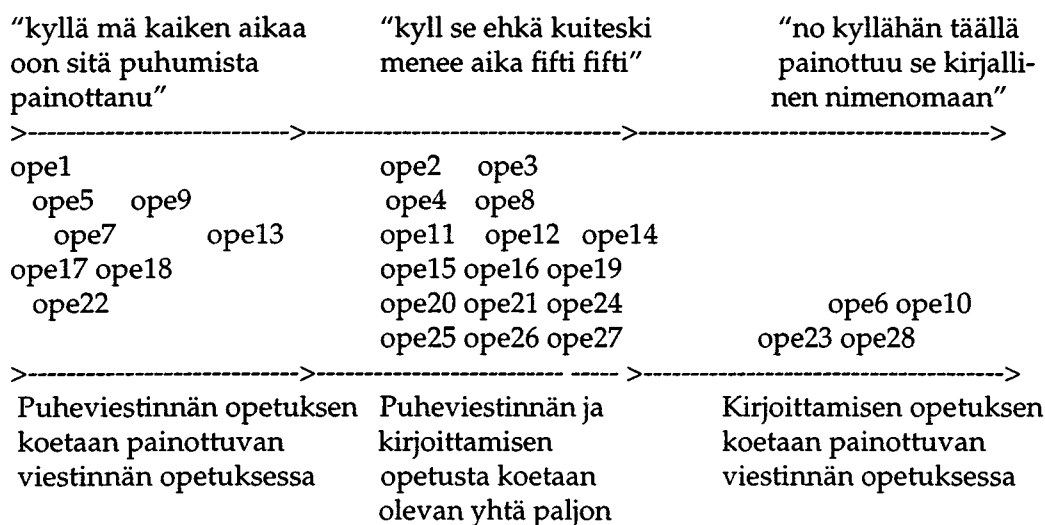 "kyllä mä kaiken aikaa
oon sitä puhumista
painottanu"
"kyll se ehkä kuiteski
menee aika fifti fifti"
"no kyllähän täällä
painottuu se kirjalli-
nen nimenomaan"
>--------------------------->-------------------------------->------------------------------------>
ope1 ope2 ope3
ope5 ope9 ope4 ope8
ope7 ope13 ope11 ope12 ope14
ope17 ope18 ope15 ope16 ope19
ope22 ope20 ope21 ope24 ope6 ope10
ope25 ope26 ope27 ope23 ope28
>---------------------------->------------------------- ----- >------------------------------------->
Puheviestinnän opetuksen
koetaan painottuvan
viestinnän opetuksessa
Puheviestinnän ja
kirjoittamisen
opetusta koetaan
olevan yhtä paljon
Kirjoittamisen opetuksen
koetaan painottuvan
viestinnän opetuksessa